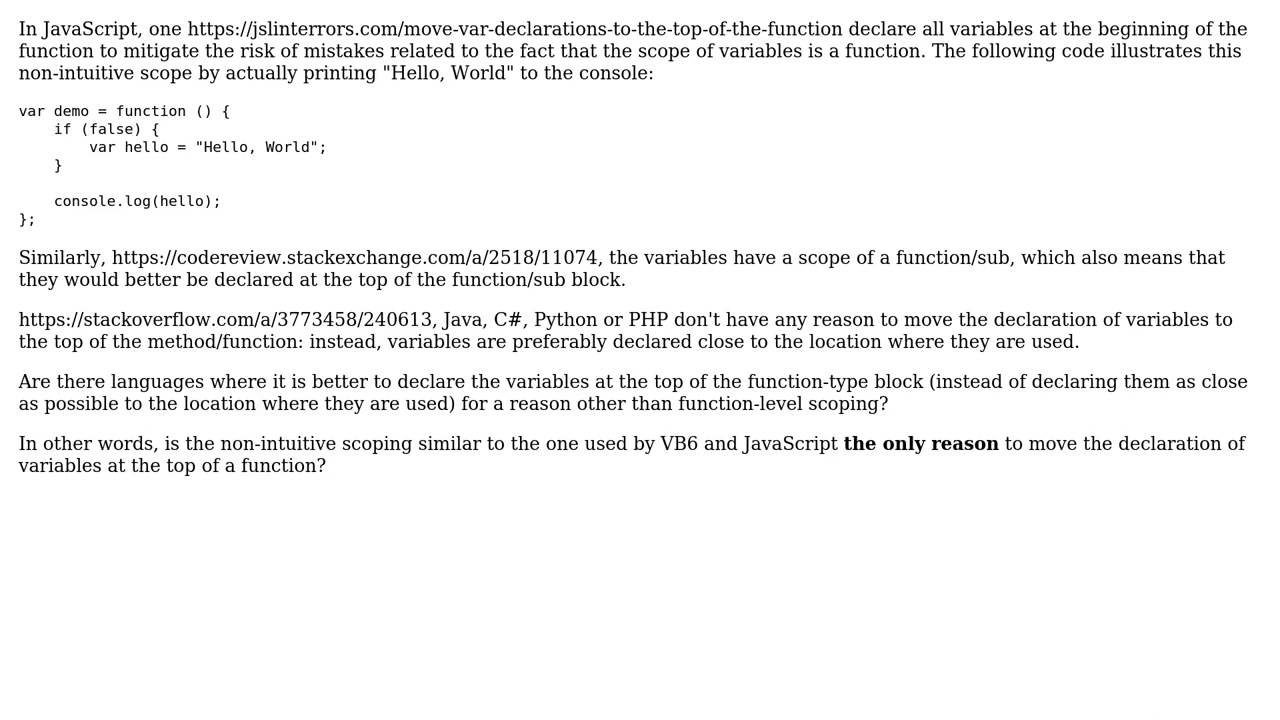 In JavaScript, one https://jslinterrors.com/move-var-declarations-to-the-top-of-the-function declare all variables at the beginning of the
function to mitigate the risk of mistakes related to the fact that the scope of variables is a function. The following code illustrates this
non-intuitive scope by actually printing "Hello, World" to the console:
var demo = function () {
    if (false) {
        var hello = "Hello, World";
    }
    console.log(hello);
};
Similarly, https://codereview.stackexchange.com/a/2518/11074, the variables have a scope of a function/sub, which also means that
they would better be declared at the top of the function/sub block.
https://stackoverflow.com/a/3773458/240613, Java, C#, Python or PHP don't have any reason to move the declaration of variables to
the top of the method/function: instead, variables are preferably declared close to the location where they are used.
Are there languages where it is better to declare the variables at the top of the function-type block (instead of declaring them as close
as possible to the location where they are used) for a reason other than function-level scoping?
In other words, is the non-intuitive scoping similar to the one used by VB6 and JavaScript the only reason to move the declaration of
variables at the top of a function?